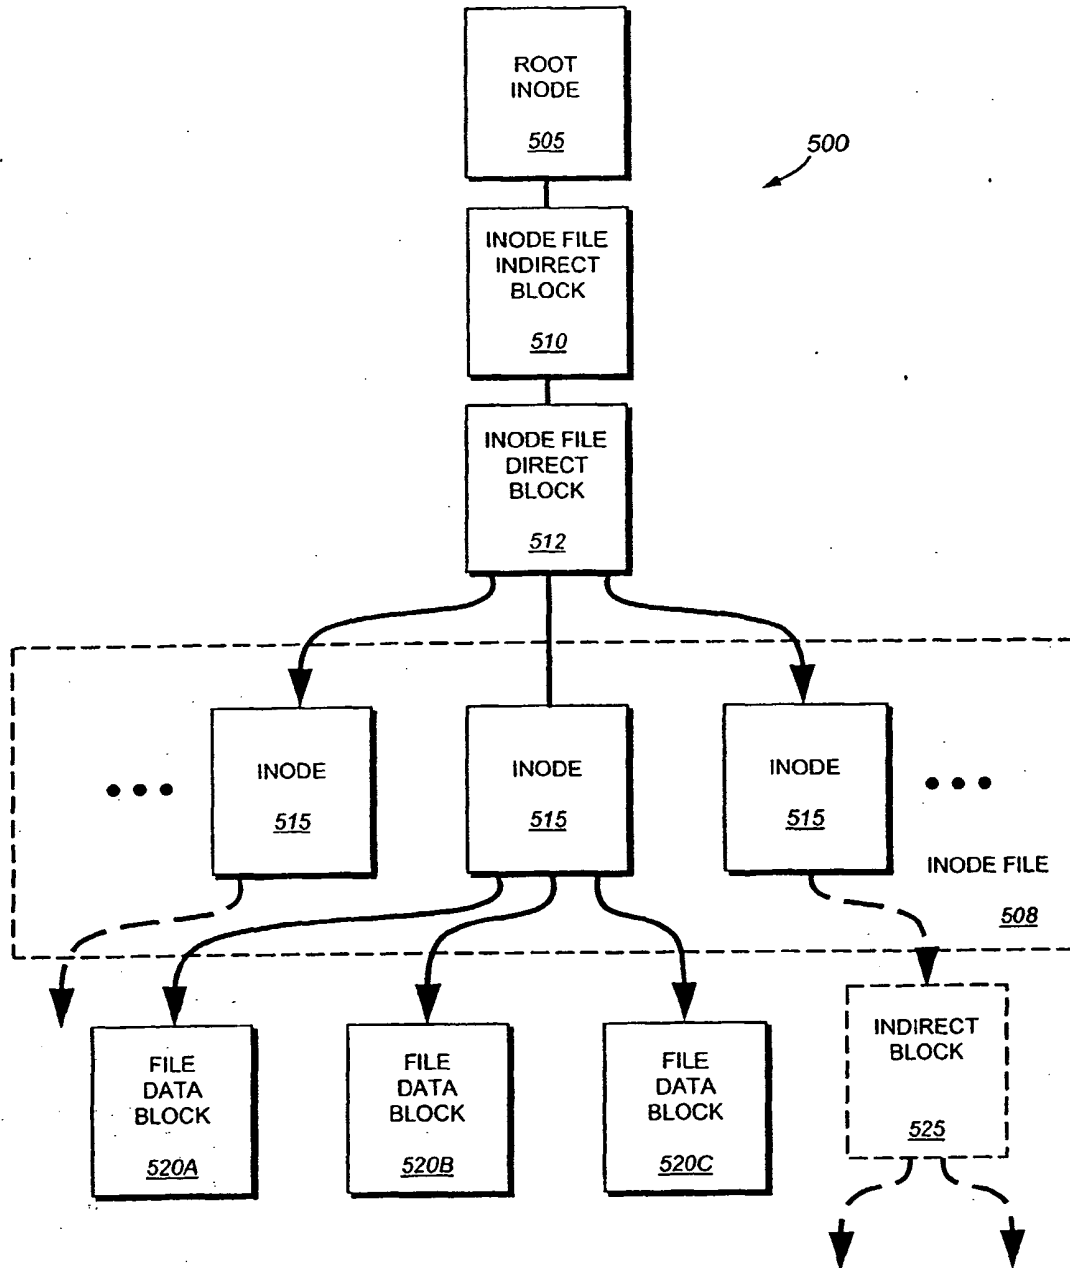 ROOT
INODE
505
500
INODE FILE
INDIRECT
BLOCK
510
INODE FILE
DIRECT
BLOCK
512
INODE
515
INODE
515
INODE
515
INODE FILE
508
FILE
DATA
BLOCK
520A
FILE
DATA
BLOCK
520B
FILE
DATA
BLOCK
520C
INDIRECT
BLOCK
525